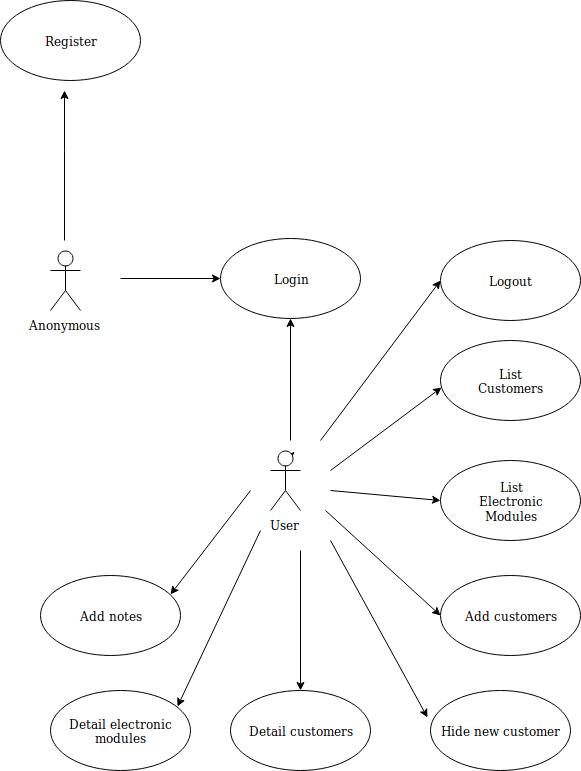 Register
Login
Logout
Anonymous
List
Customers
List
Electronic
Modules
User
Add notes
Add customers
Detail electronic
modules
Detail customers
Hide new customer